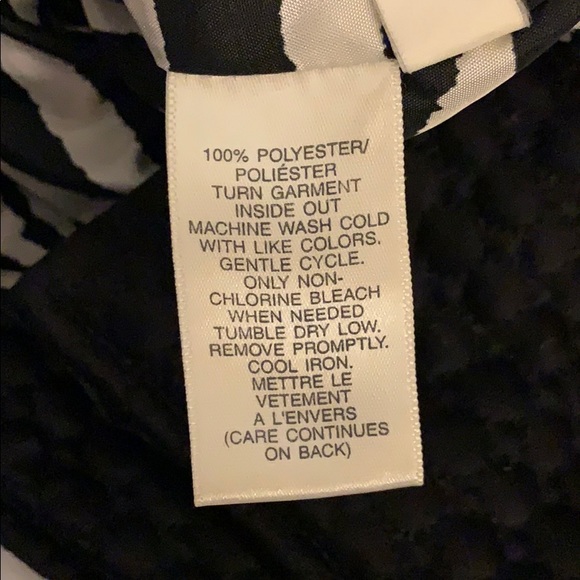 100% POLYESTER/
POLIÉSTER
TURN GARMENT
INSIDE OUT
MACHINE WASH COLD
WITH LIKE COLORS.
GENTLE CYCLE.
ONLY NON-
CHLORINE BLEACH
WHEN NEEDED
TUMBLE DRY LOW.
REMOVE PROMPTLY.
COOL IRON.
METTRE LE
VETEMENT
A L'ENVERS
(CARE CONTINUES
ON BACK)